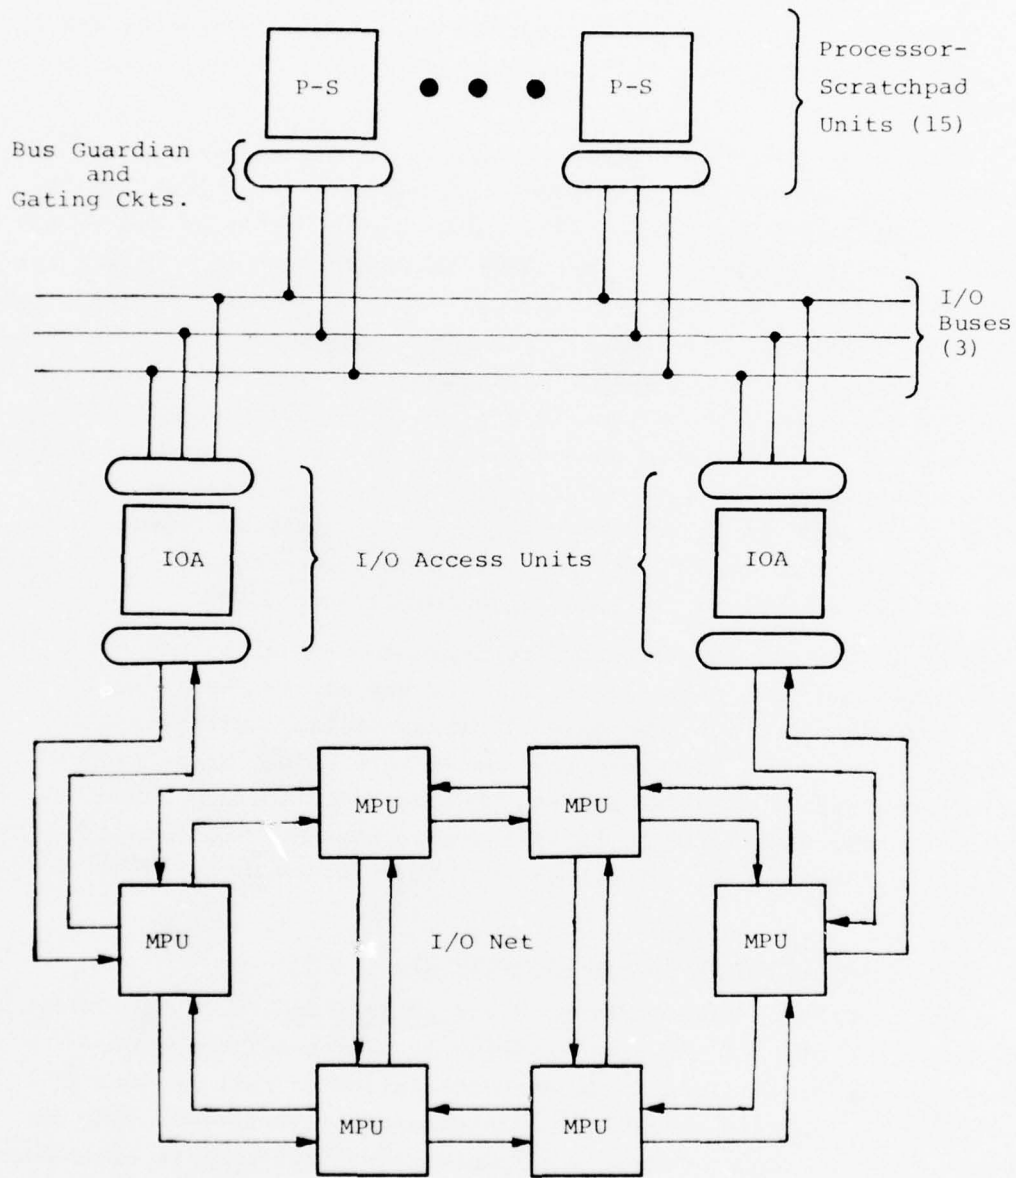 P-S
P-S
Processor-
Scratchpad
Units (15)
Bus Guardian
and
Gating Ckts.
I/O
Buses
(3)
IOA
I/O Access Units
IOA
MPU
MPU
MPU
I/O Net
MPU
MPU
MPU